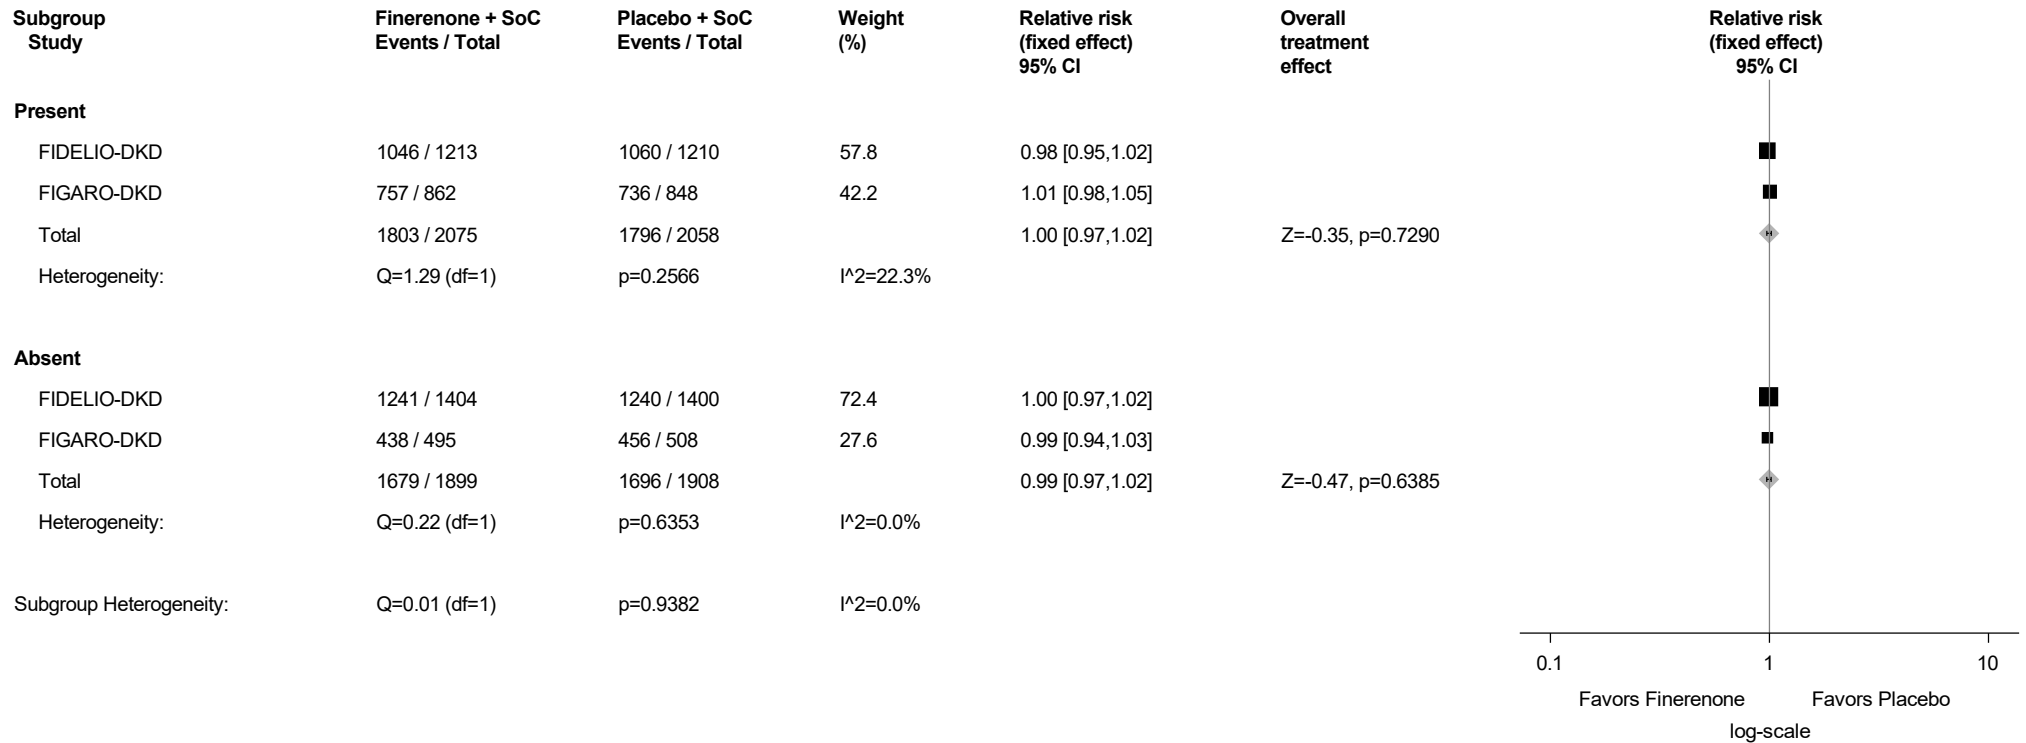 Subgroup Finerenone + SoC Placebo + SoC Weight Relative risk Overall Relative risk
Study Events / Total Events / Total (%) (fixed effect) treatment (fixed effect)
95% CI effect 95% CI
Present
FIDELIO-DKD 1046 / 1213 1060 / 1210 57.8 0.98 [0.95,1.02]
FIGARO-DKD 757 / 862 736 / 848 42.2 1.01 [0.98,1.05]
Total 1803 / 2075 1796 / 2058 1.00 [0.97,1.02] Z=-0.35, p=0.7290
Heterogeneity: Q=1.29 (df=1) p=0.2566 I^2=22.3%
Absent
FIDELIO-DKD 1241 / 1404 1240 / 1400 72.4 1.00 [0.97,1.02]
FIGARO-DKD 438 / 495 456 / 508 27.6 0.99 [0.94,1.03]
Total 1679 / 1899 1696 / 1908 0.99 [0.97,1.02] Z=-0.47, p=0.6385
Heterogeneity: Q=0.22 (df=1) p=0.6353 I^2=0.0%
Subgroup Heterogeneity: Q=0.01 (df=1) p=0.9382 I^2=0.0%
0.1 1 10
Favors Finerenone Favors Placebo
log-scale